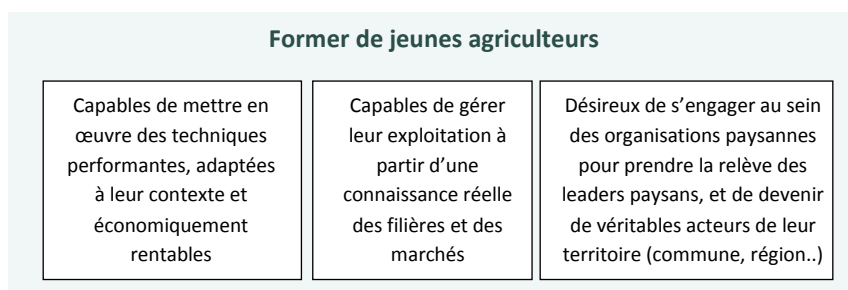 Former de jeunes agriculteurs
Capables de mettre en
œuvre des techniques
performantes, adaptées
à leur contexte et
économiquement
rentables
Capables de gérer
leur exploitation à
partir d’une
connaissance réelle
des filières et des
marchés
Désireux de s’engager au sein
des organisations paysannes
pour prendre la relève des
leaders paysans, et de devenir
de véritables acteurs de leur
territoire (commune, région..)